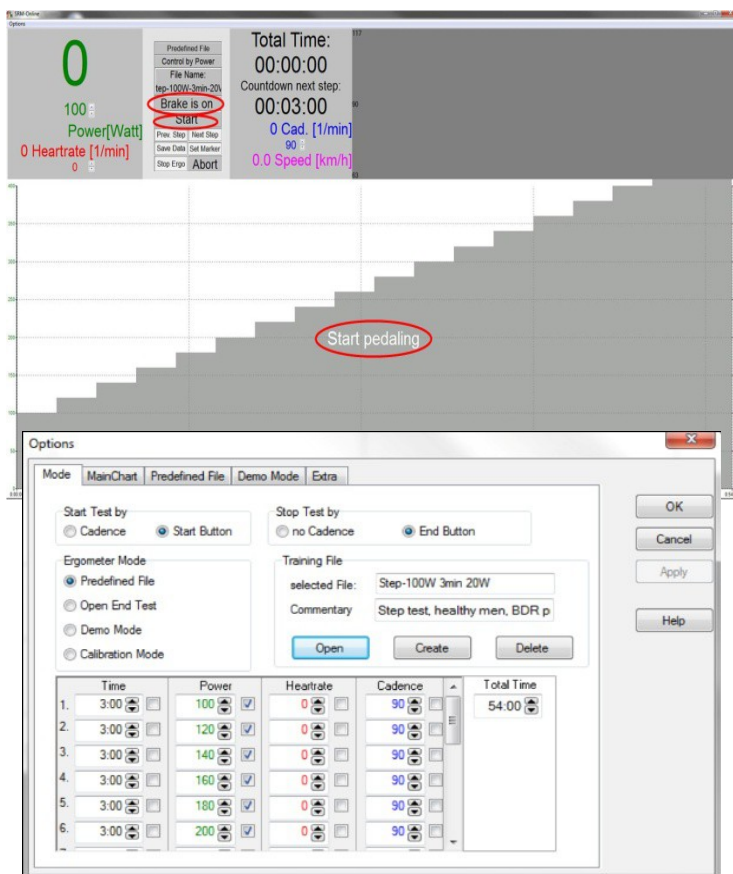 SRM-Online
Options
0
100
Power[Watt]
0 Heartrate [1/min]
0
Predefined File
Control by Power
File Name:
tep-100W-3min-20W
Brake is on
Start
Prev. Step Next Step
Save Data Set Marker
Stop Ergo Abort
Total Time:
00:00:00
Countdown next step:
00:03:00
0 Cad. [1/min]
90
0.0 Speed [km/h]
117
90
63
Start pedaling
Options
Mode MainChart Predefined File Demo Mode Extra
Start Test by
Cadence Start Button
Stop Test by
no Cadence End Button
Ergometer Mode
Predefined File
Open End Test
Demo Mode
Calibration Mode
Training File
selected File: Step-100W 3min 20W
Commentary Step test, healthy men, BDR p
Open Create Delete
OK
Cancel
Apply
Help
Time Power Heartrate Cadence Total Time
1. 3:00 100 0 90 54:00
2. 3:00 120 0 90
3. 3:00 140 0 90
4. 3:00 160 0 90
5. 3:00 180 0 90
6. 3:00 200 0 90